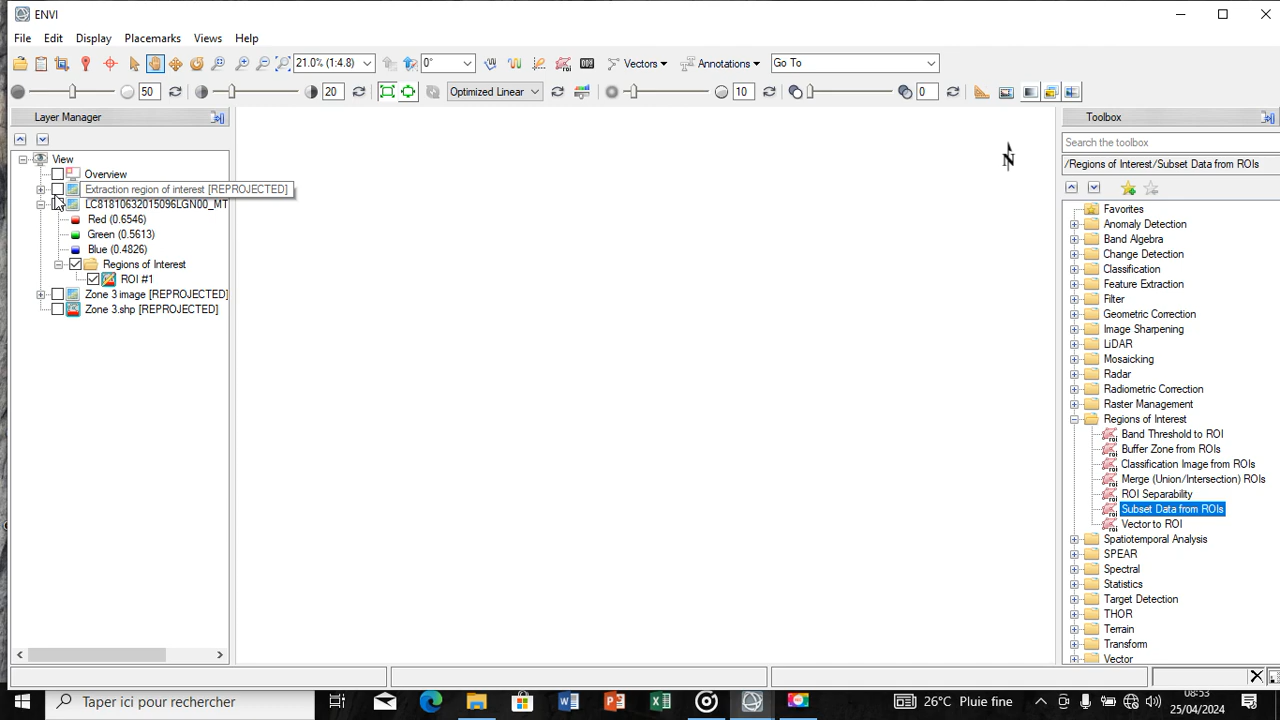 ENVI
File Edit Display Placemarks Views Help
21.0% (1:4.8) 0° Vectors Annotations Go To
50 20 Optimized Linear 10 0
Layer Manager
View
Overview
Extraction region of interest [REPROJECTED]
LC81810632015096LGN00_MT
Red (0.6546)
Green (0.5613)
Blue (0.4826)
Regions of Interest
ROI #1
Zone 3 image [REPROJECTED]
Zone 3.shp [REPROJECTED]
N
Toolbox
Search the toolbox
/Regions of Interest/Subset Data from ROIs
Favorites
Anomaly Detection
Band Algebra
Change Detection
Classification
Feature Extraction
Filter
Geometric Correction
Image Sharpening
LiDAR
Mosaicking
Radar
Radiometric Correction
Raster Management
Regions of Interest
Band Threshold to ROI
Buffer Zone from ROIs
Classification Image from ROIs
Merge (Union/Intersection) ROIs
ROI Separability
Subset Data from ROIs
Vector to ROI
Spatiotemporal Analysis
SPEAR
Spectral
Statistics
Target Detection
THOR
Terrain
Transform
Vector
Taper ici pour rechercher
26°C Pluie fine
08:53
25/04/2024